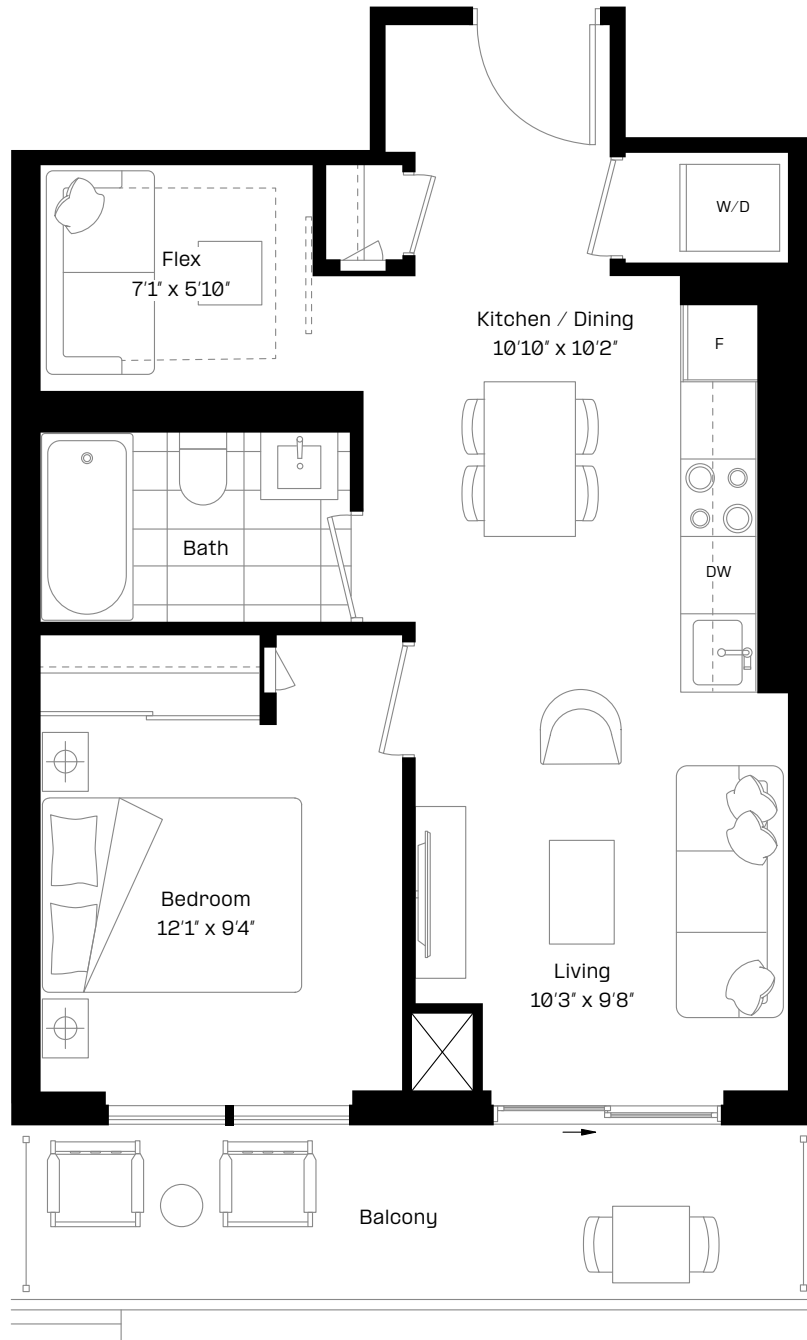 W/D
Flex
7'1" x 5'10"
Kitchen / Dining
10'10" x 10'2"
F
Bath
DW
Bedroom
12'1" x 9'4"
Living
10'3" x 9'8"
Balcony